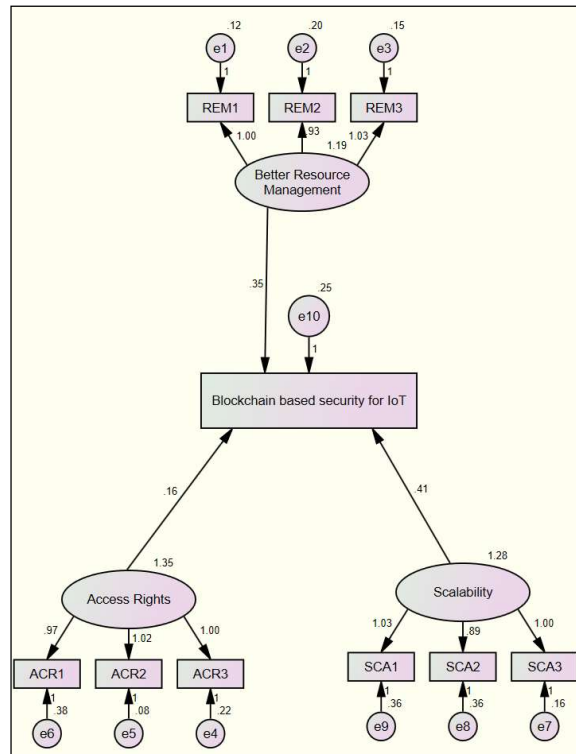 .12 .20 .15
e1 e2 e3
1 1 1
REM1 REM2 REM3
1.00 .93 1.03
1.19
Better Resource
Management
.25
.35
e10
1
Blockchain based security for IoT
.16 .41
1.35 1.28
Access Rights Scalability
.97 1.02 1.00 1.03 .89 1.00
ACR1 ACR2 ACR3 SCA1 SCA2 SCA3
1 1 1 1 1 1
.38 .08 .22 .36 .36 .16
e6 e5 e4 e9 e8 e7